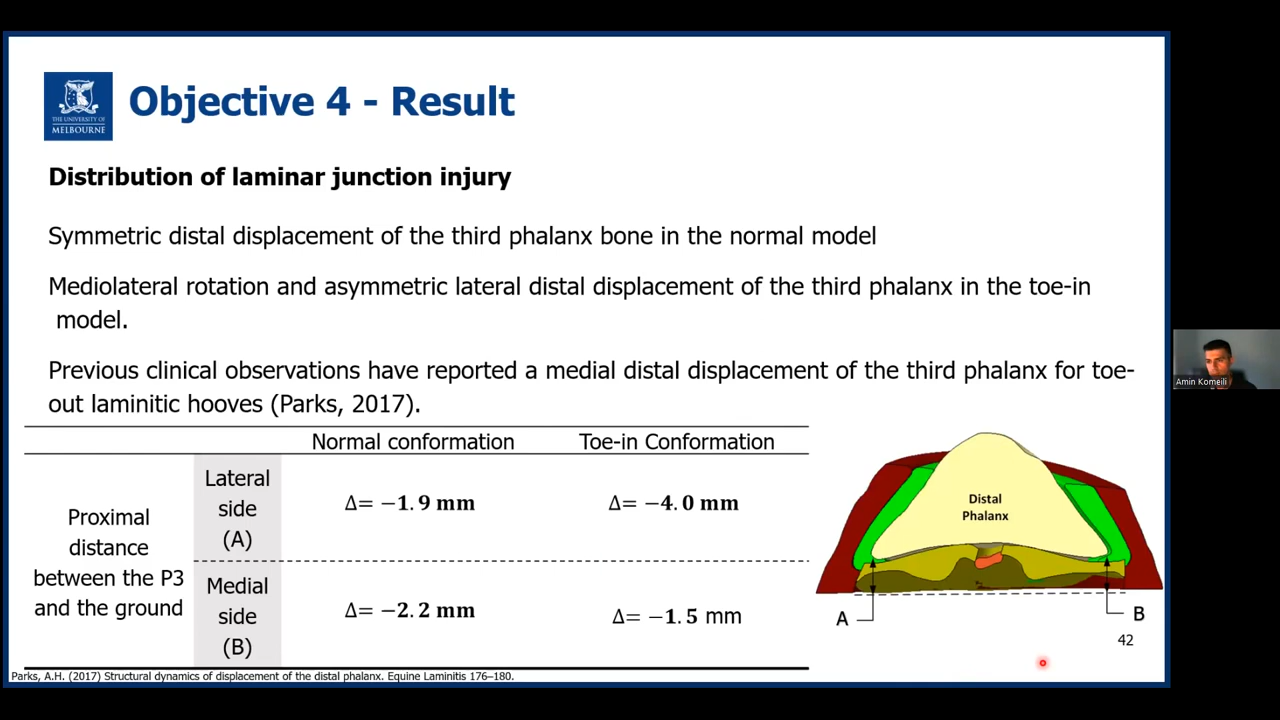 THE UNIVERSITY OF
MELBOURNE
Objective 4 - Result
Distribution of laminar junction injury
Symmetric distal displacement of the third phalanx bone in the normal model
Mediolateral rotation and asymmetric lateral distal displacement of the third phalanx in the toe-in
model.
Previous clinical observations have reported a medial distal displacement of the third phalanx for toe-
out laminitic hooves (Parks, 2017).
Normal conformation
Toe-in Conformation
Proximal
distance
between the P3
and the ground
Lateral
side
(A)
Δ= −1.9 mm
Δ= −4.0 mm
Medial
side
(B)
Δ= −2.2 mm
Δ= −1.5 mm
Distal
Phalanx
A
B
42
Parks, A.H. (2017) Structural dynamics of displacement of the distal phalanx. Equine Laminitis 176–180.
Amin Komeili